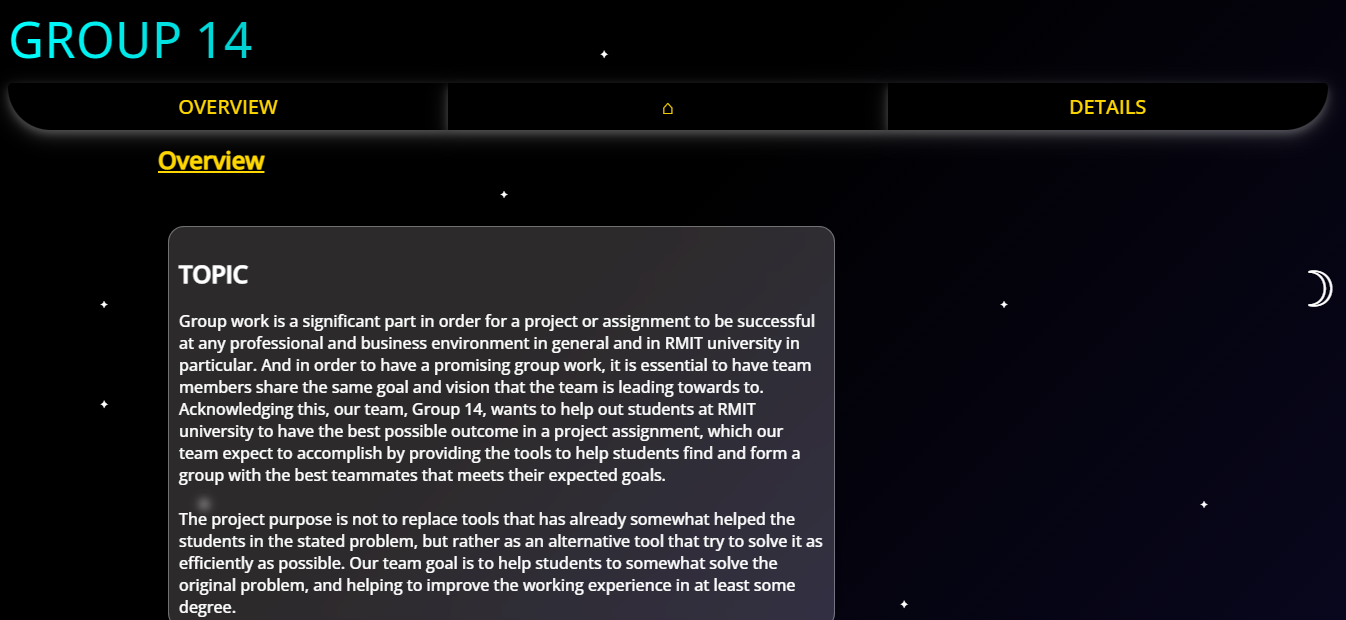 GROUP 14
OVERVIEW
⌂
DETAILS
Overview
TOPIC
Group work is a significant part in order for a project or assignment to be successful
at any professional and business environment in general and in RMIT university in
particular. And in order to have a promising group work, it is essential to have team
members share the same goal and vision that the team is leading towards to.
Acknowledging this, our team, Group 14, wants to help out students at RMIT
university to have the best possible outcome in a project assignment, which our
team expect to accomplish by providing the tools to help students find and form a
group with the best teammates that meets their expected goals.
The project purpose is not to replace tools that has already somewhat helped the
students in the stated problem, but rather as an alternative tool that try to solve it as
efficiently as possible. Our team goal is to help students to somewhat solve the
original problem, and helping to improve the working experience in at least some
degree.